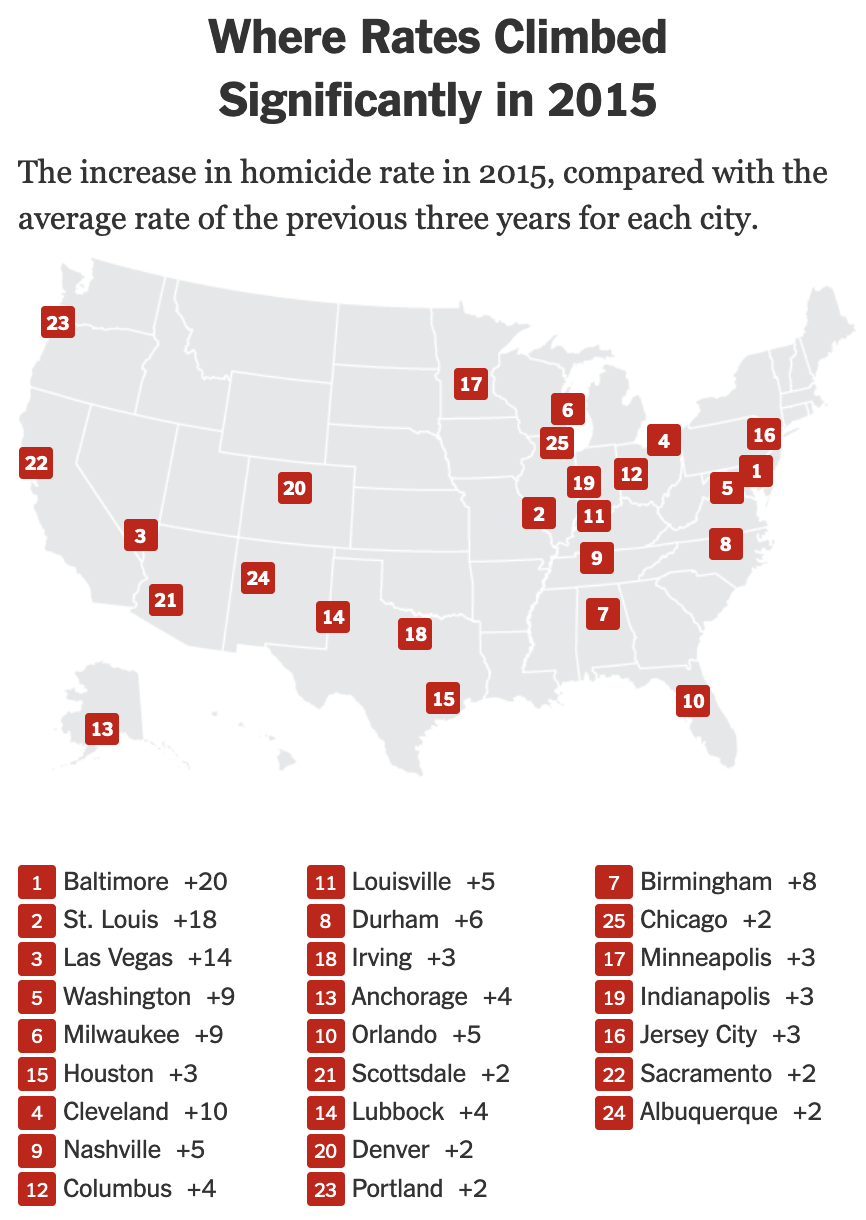 Where Rates Climbed
Significantly in 2015
The increase in homicide rate in 2015, compared with the
average rate of the previous three years for each city.
23
17
6
25
4
16
22
20
19
12
5
1
2
11
3
9
8
24
21
14
18
7
15
10
13
1 Baltimore +20
2 St. Louis +18
3 Las Vegas +14
5 Washington +9
6 Milwaukee +9
15 Houston +3
4 Cleveland +10
9 Nashville +5
12 Columbus +4
11 Louisville +5
8 Durham +6
18 Irving +3
13 Anchorage +4
10 Orlando +5
21 Scottsdale +2
14 Lubbock +4
20 Denver +2
23 Portland +2
7 Birmingham +8
25 Chicago +2
17 Minneapolis +3
19 Indianapolis +3
16 Jersey City +3
22 Sacramento +2
24 Albuquerque +2